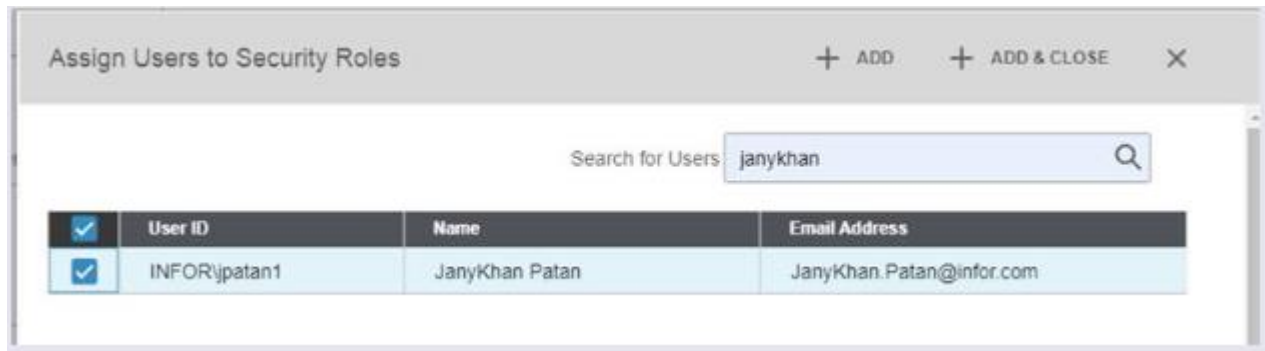 Assign Users to Security Roles + ADD + ADD & CLOSE ×
Search for Users janykhan
User ID Name Email Address
INFOR\jpatan1 JanyKhan Patan JanyKhan.Patan@infor.com